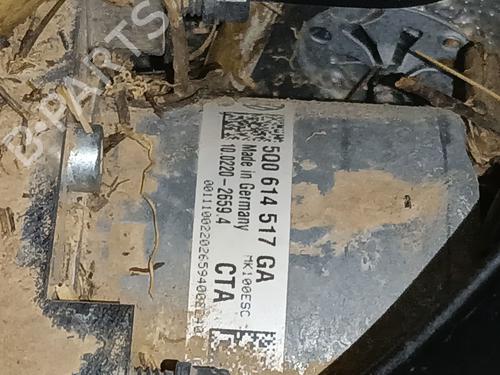 5Q0 614 517 GA
Made in Germany
MK100ESC
10.0220-2659.4
CTA
B-PARTS